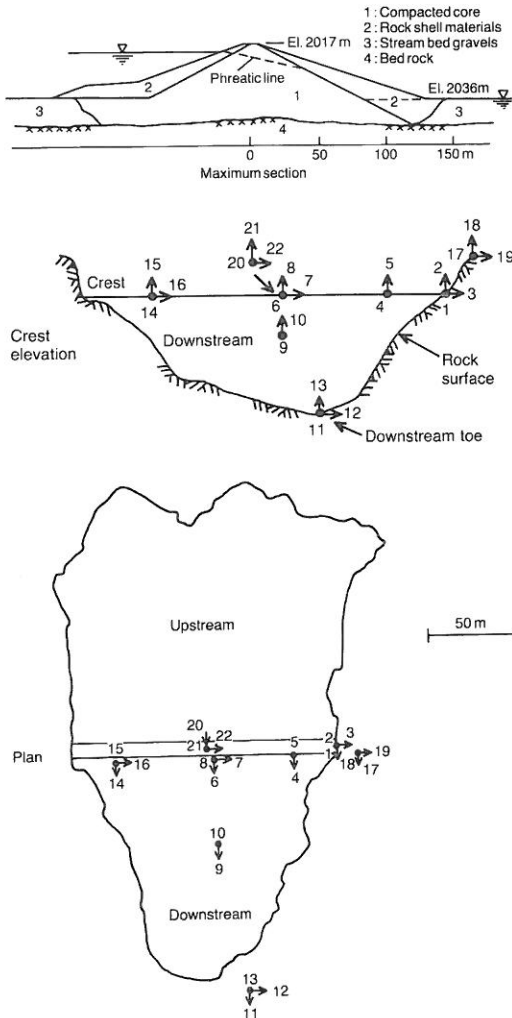 1 : Compacted core
2 : Rock shell materials
3 : Stream bed gravels
4 : Bed rock
El. 2017 m
Phreatic line
El. 2036m
2
1
2
3
3
4
0 50 100 150 m
Maximum section
21
22
20
18
17
19
15
16
14
8
7
6
5
4
2
3
1
Crest
10
9
Downstream
Crest
elevation
Rock
surface
13
12
11
Downstream toe
Upstream
50 m
Plan
20
22
21
15
16
14
8
7
6
5
4
2
3
1
18
19
17
10
9
Downstream
13
12
11